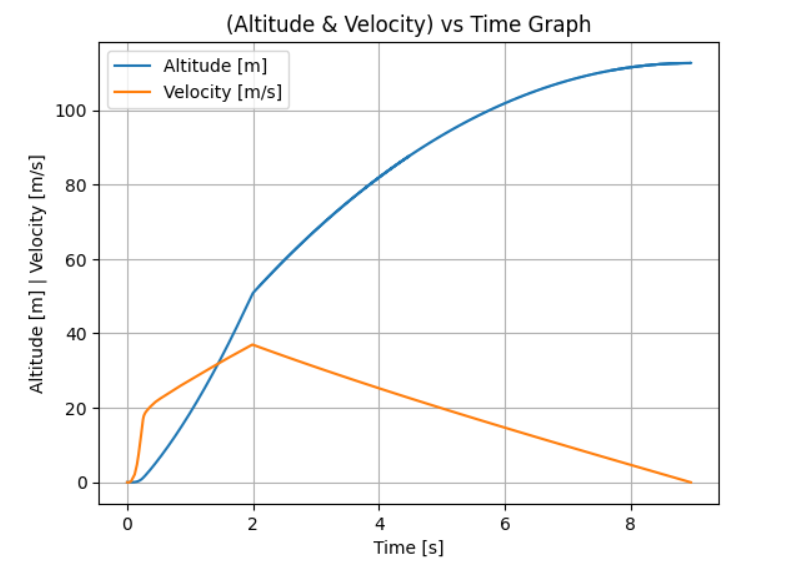 (Altitude & Velocity) vs Time Graph
Altitude [m]
Velocity [m/s]
Altitude [m] | Velocity [m/s]
100
80
60
40
20
0
0 2 4 6 8
Time [s]